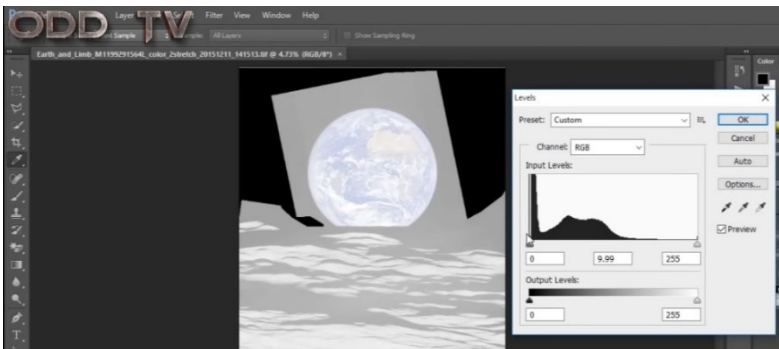 ODD TV
Layer Filter View Window Help
Sample All Layers Show Sampling Ring
Earth_and_Limb_M1199291564L_color_2stretch_20151211_141513.tif @ 4.73% (RGB/8*) ×
Color
Levels
Preset: Custom
OK
Cancel
Channel: RGB
Auto
Input Levels:
Options...
Preview
0 9.99 255
Output Levels:
0 255